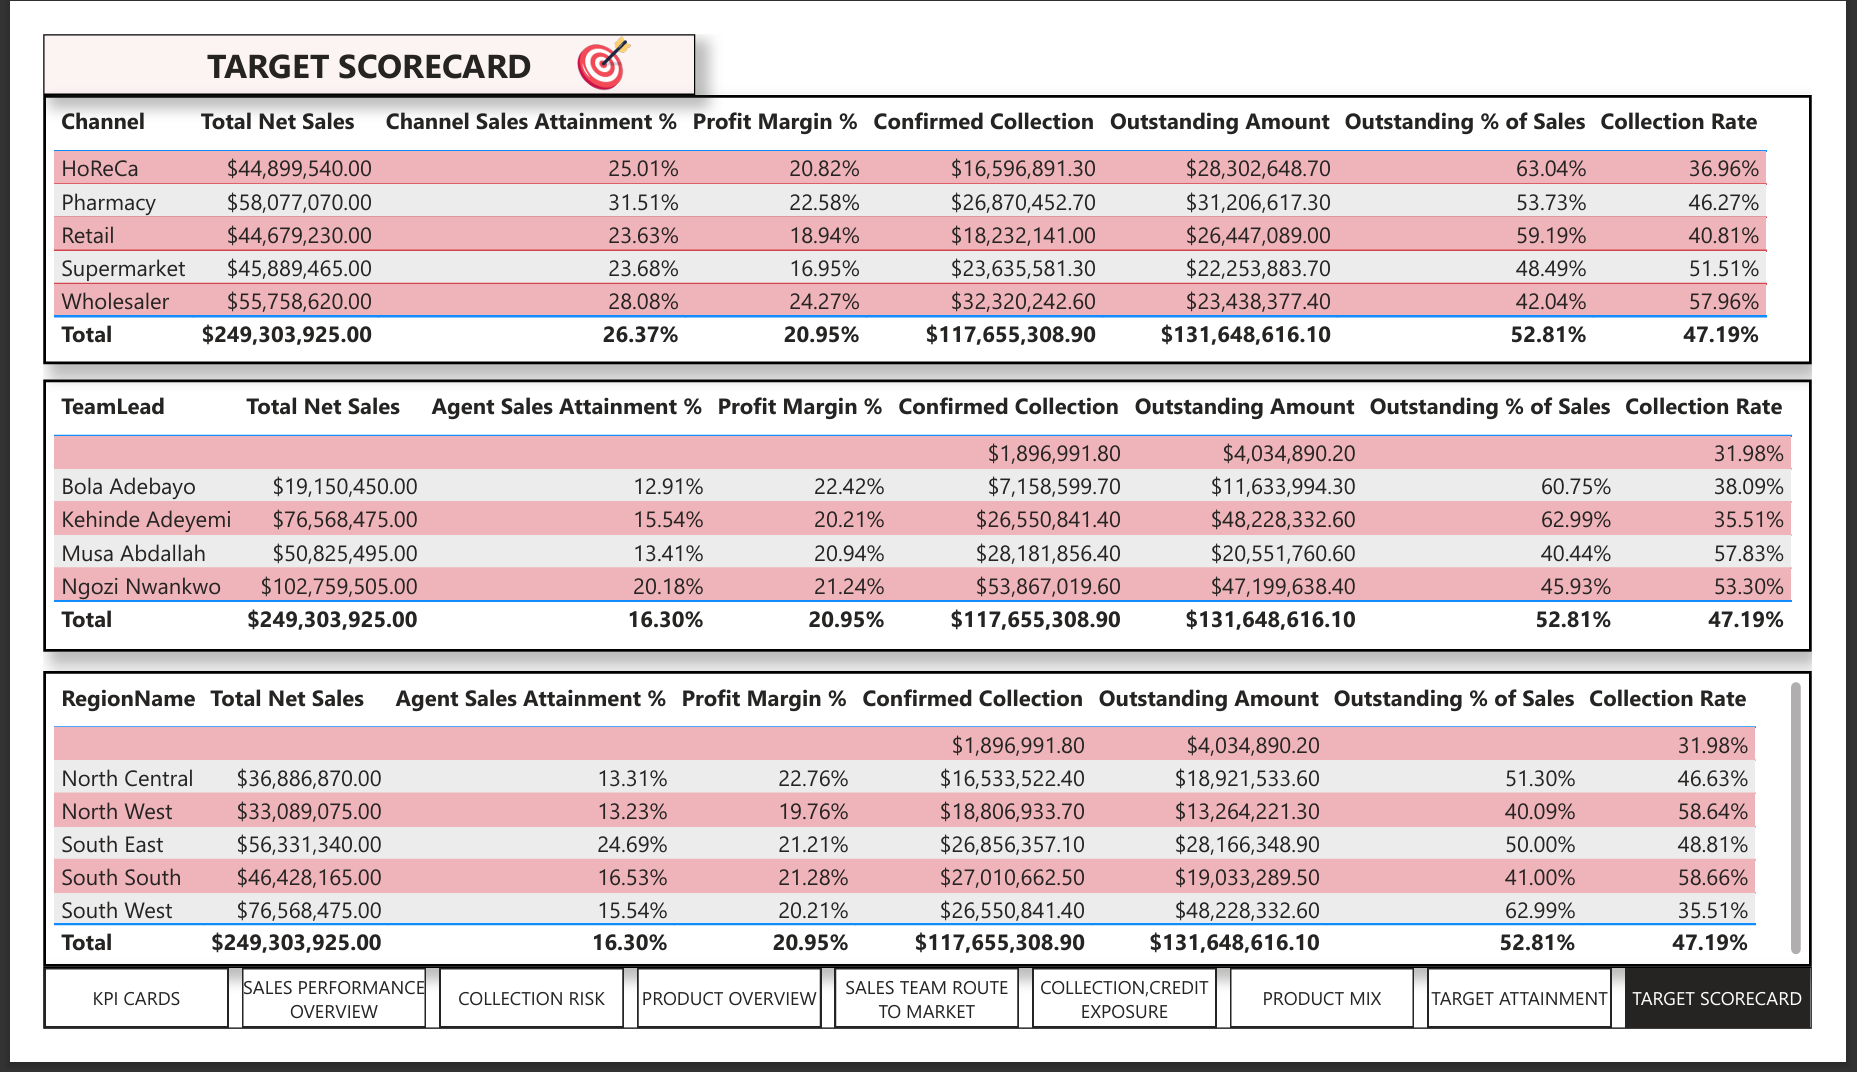 TARGET SCORECARD
Channel Total Net Sales Channel Sales Attainment % Profit Margin % Confirmed Collection Outstanding Amount Outstanding % of Sales Collection Rate
HoReCa $44,899,540.00 25.01% 20.82% $16,596,891.30 $28,302,648.70 63.04% 36.96%
Pharmacy $58,077,070.00 31.51% 22.58% $26,870,452.70 $31,206,617.30 53.73% 46.27%
Retail $44,679,230.00 23.63% 18.94% $18,232,141.00 $26,447,089.00 59.19% 40.81%
Supermarket $45,889,465.00 23.68% 16.95% $23,635,581.30 $22,253,883.70 48.49% 51.51%
Wholesaler $55,758,620.00 28.08% 24.27% $32,320,242.60 $23,438,377.40 42.04% 57.96%
Total $249,303,925.00 26.37% 20.95% $117,655,308.90 $131,648,616.10 52.81% 47.19%
TeamLead Total Net Sales Agent Sales Attainment % Profit Margin % Confirmed Collection Outstanding Amount Outstanding % of Sales Collection Rate
$1,896,991.80 $4,034,890.20 31.98%
Bola Adebayo $19,150,450.00 12.91% 22.42% $7,158,599.70 $11,633,994.30 60.75% 38.09%
Kehinde Adeyemi $76,568,475.00 15.54% 20.21% $26,550,841.40 $48,228,332.60 62.99% 35.51%
Musa Abdallah $50,825,495.00 13.41% 20.94% $28,181,856.40 $20,551,760.60 40.44% 57.83%
Ngozi Nwankwo $102,759,505.00 20.18% 21.24% $53,867,019.60 $47,199,638.40 45.93% 53.30%
Total $249,303,925.00 16.30% 20.95% $117,655,308.90 $131,648,616.10 52.81% 47.19%
RegionName Total Net Sales Agent Sales Attainment % Profit Margin % Confirmed Collection Outstanding Amount Outstanding % of Sales Collection Rate
$1,896,991.80 $4,034,890.20 31.98%
North Central $36,886,870.00 13.31% 22.76% $16,533,522.40 $18,921,533.60 51.30% 46.63%
North West $33,089,075.00 13.23% 19.76% $18,806,933.70 $13,264,221.30 40.09% 58.64%
South East $56,331,340.00 24.69% 21.21% $26,856,357.10 $28,166,348.90 50.00% 48.81%
South South $46,428,165.00 16.53% 21.28% $27,010,662.50 $19,033,289.50 41.00% 58.66%
South West $76,568,475.00 15.54% 20.21% $26,550,841.40 $48,228,332.60 62.99% 35.51%
Total $249,303,925.00 16.30% 20.95% $117,655,308.90 $131,648,616.10 52.81% 47.19%
KPI CARDS
SALES PERFORMANCE
OVERVIEW
COLLECTION RISK
PRODUCT OVERVIEW
SALES TEAM ROUTE
TO MARKET
COLLECTION,CREDIT
EXPOSURE
PRODUCT MIX
TARGET ATTAINMENT
TARGET SCORECARD